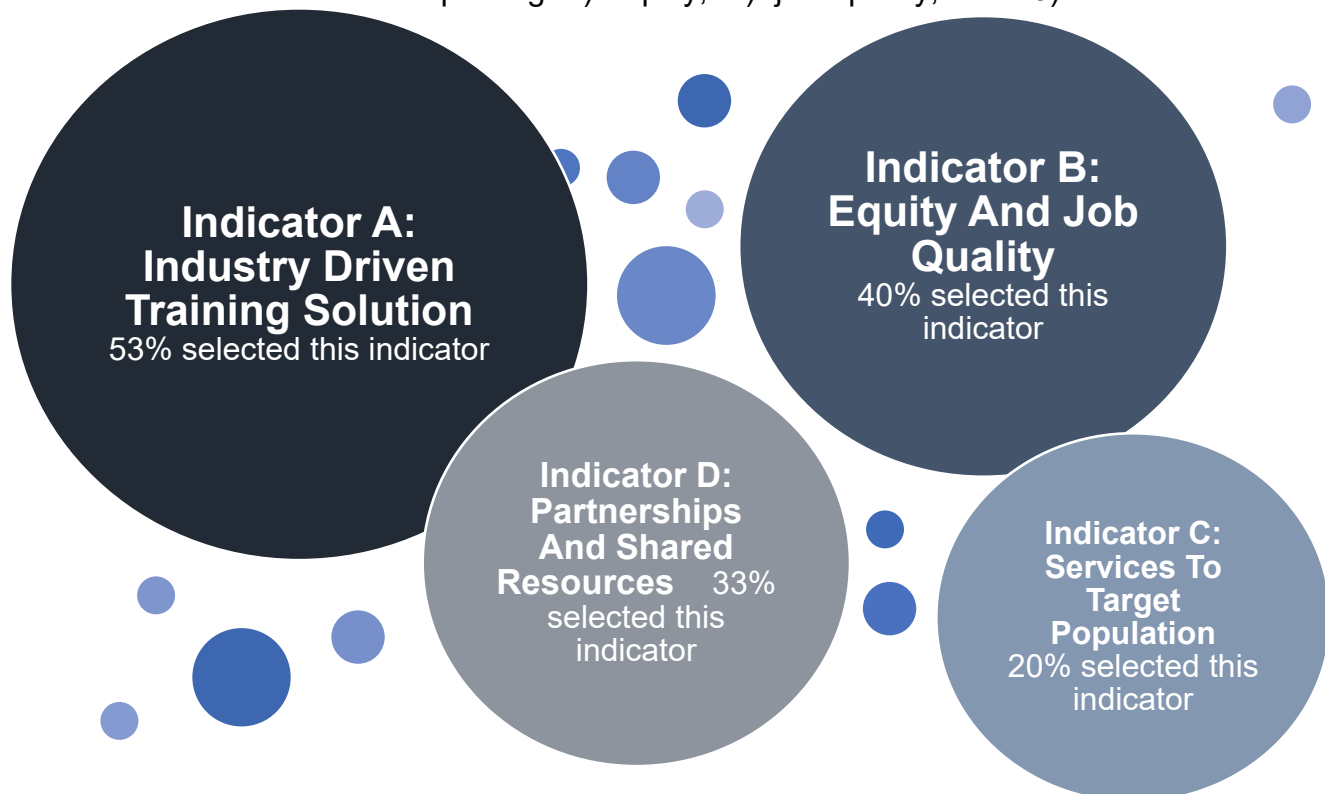 Indicator A:
Industry Driven
Training Solution
53% selected this indicator
Indicator B:
Equity And Job
Quality
40% selected this
indicator
Indicator D:
Partnerships
And Shared
Resources 33%
selected this
indicator
Indicator C:
Services To
Target
Population
20% selected this
indicator